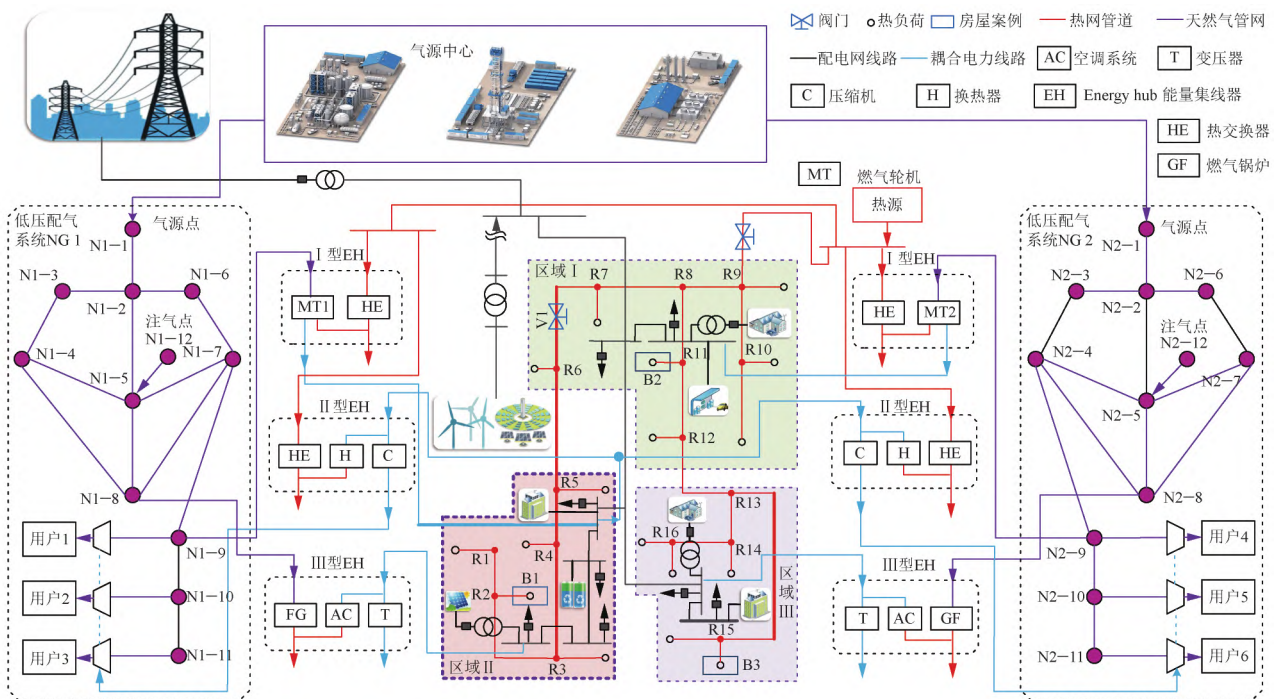 阀门
热负荷
房屋案例
热网管道
天然气管网
配电网线路
耦合电力线路
AC 空调系统
T 变压器
C 压缩机
H 换热器
EH Energy hub 能量集线器
HE 热交换器
GF 燃气锅炉
MT 燃气轮机
热源
气源中心
低压配气
系统NG 1
气源点
N1-1
N1-3
N1-6
N1-2
注气点
N1-12
N1-4
N1-7
N1-5
N1-8
N1-9
N1-10
N1-11
用户1
用户2
用户3
I 型EH
MT1
HE
II 型EH
HE
H
C
III型EH
FG
AC
T
区域 I
R7
R8
R9
V1
R6
R11
R10
B2
R12
R5
R4
R1
R2
B1
R3
区域 II
R13
R16
R14
R15
B3
区
域
III
I 型EH
HE
MT2
II 型EH
C
H
HE
III型EH
T
AC
GF
低压配气
系统NG 2
气源点
N2-1
N2-3
N2-6
N2-2
注气点
N2-12
N2-4
N2-7
N2-5
N2-8
N2-9
N2-10
N2-11
用户4
用户5
用户6